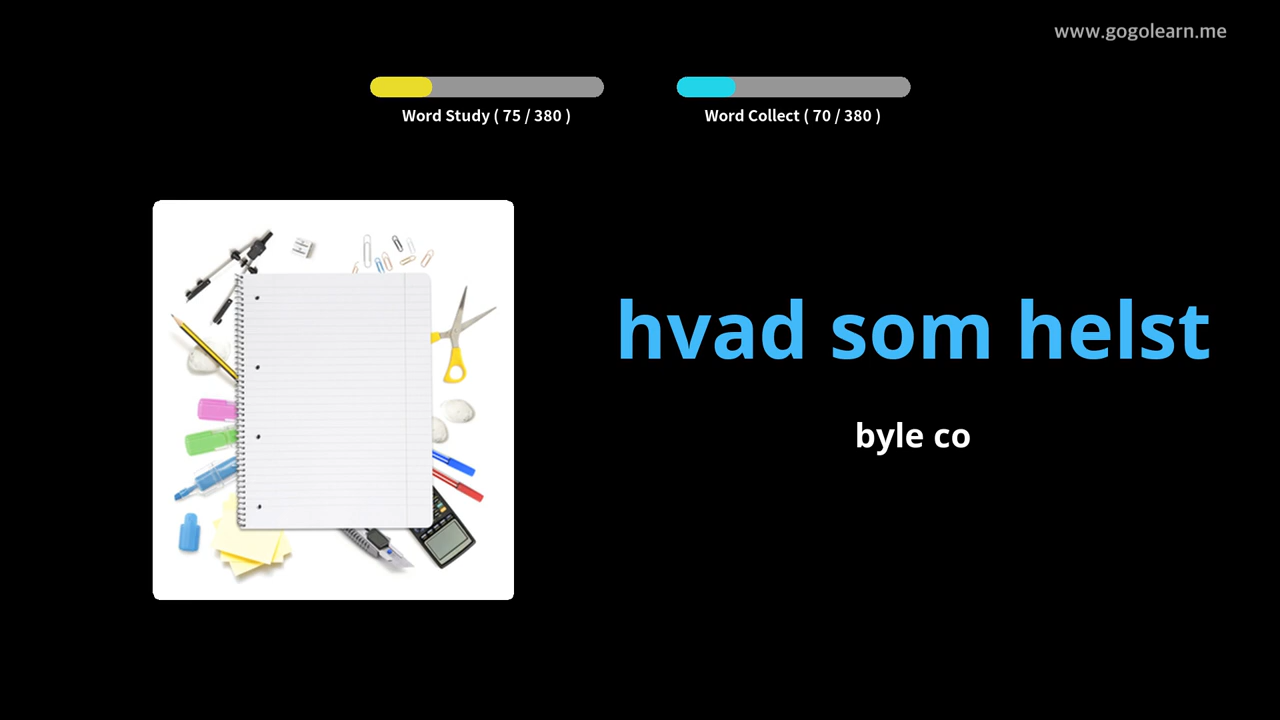 www.gogolearn.me
Word Study ( 75 / 380 )
Word Collect ( 70 / 380 )
hvad som helst
byle co